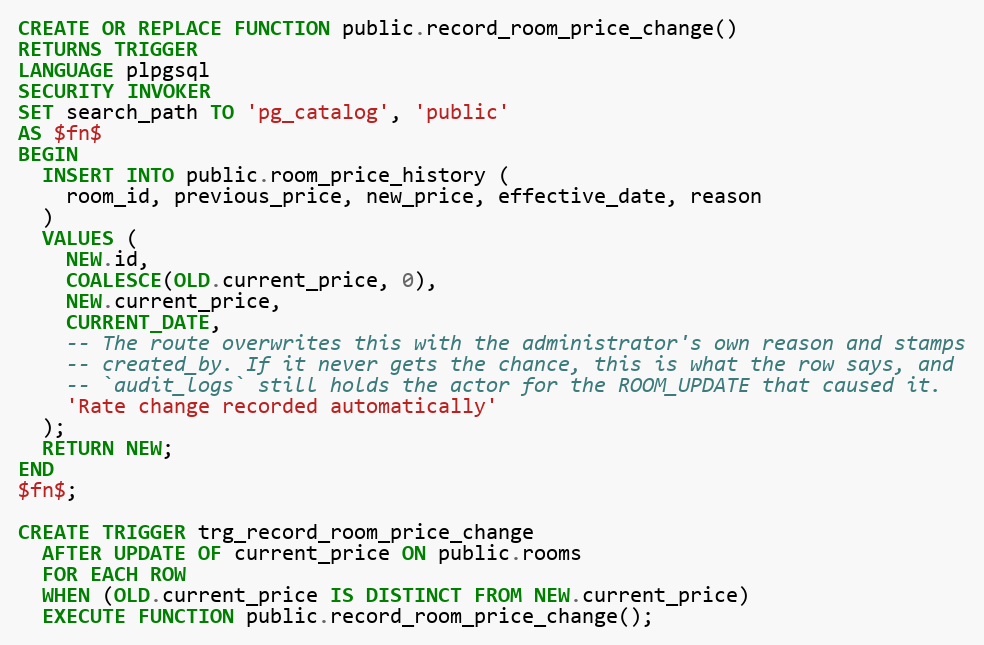 CREATE OR REPLACE FUNCTION public.record_room_price_change()
RETURNS TRIGGER
LANGUAGE plpgsql
SECURITY INVOKER
SET search_path TO 'pg_catalog', 'public'
AS $fn$
BEGIN
  INSERT INTO public.room_price_history (
    room_id, previous_price, new_price, effective_date, reason
  )
  VALUES (
    NEW.id,
    COALESCE(OLD.current_price, 0),
    NEW.current_price,
    CURRENT_DATE,
    -- The route overwrites this with the administrator's own reason and stamps
    -- created_by. If it never gets the chance, this is what the row says, and
    -- `audit_logs` still holds the actor for the ROOM_UPDATE that caused it.
    'Rate change recorded automatically'
  );
  RETURN NEW;
END
$fn$;

CREATE TRIGGER trg_record_room_price_change
  AFTER UPDATE OF current_price ON public.rooms
  FOR EACH ROW
  WHEN (OLD.current_price IS DISTINCT FROM NEW.current_price)
  EXECUTE FUNCTION public.record_room_price_change();